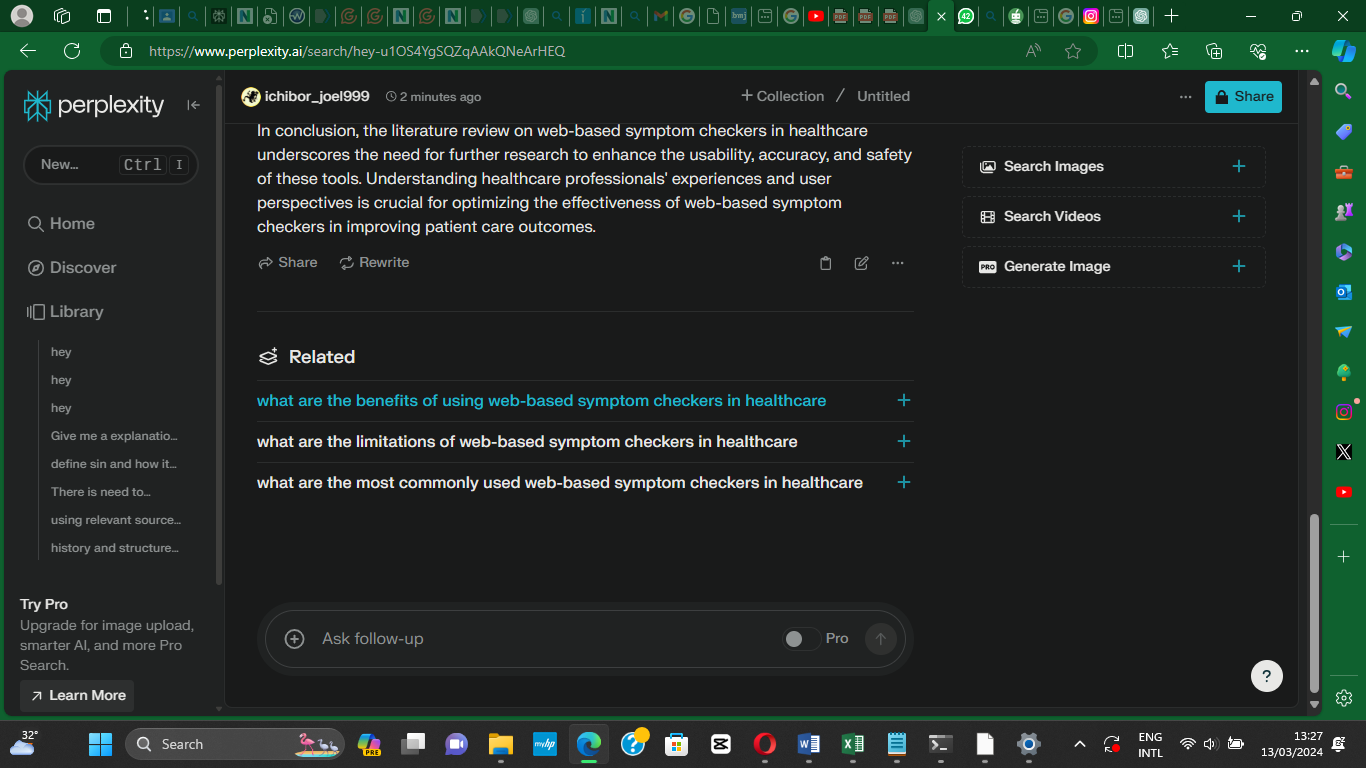 https://www.perplexity.ai/search/hey-u1OS4YgSQZqAAkQNeArHEQ
perplexity
New... Ctrl I
Home
Discover
Library
hey
hey
hey
Give me a explanatio...
define sin and how it...
There is need to...
using relevant source...
history and structure...
Try Pro
Upgrade for image upload,
smarter AI, and more Pro
Search.
Learn More
ichibor_joel999 2 minutes ago
+ Collection / Untitled
Share
In conclusion, the literature review on web-based symptom checkers in healthcare
underscores the need for further research to enhance the usability, accuracy, and safety
of these tools. Understanding healthcare professionals' experiences and user
perspectives is crucial for optimizing the effectiveness of web-based symptom
checkers in improving patient care outcomes.
Share Rewrite
Related
what are the benefits of using web-based symptom checkers in healthcare
what are the limitations of web-based symptom checkers in healthcare
what are the most commonly used web-based symptom checkers in healthcare
Ask follow-up Pro
Search Images
Search Videos
PRO Generate Image
?
32°
Search
PRE
myhp
ENG
INTL
13:27
13/03/2024